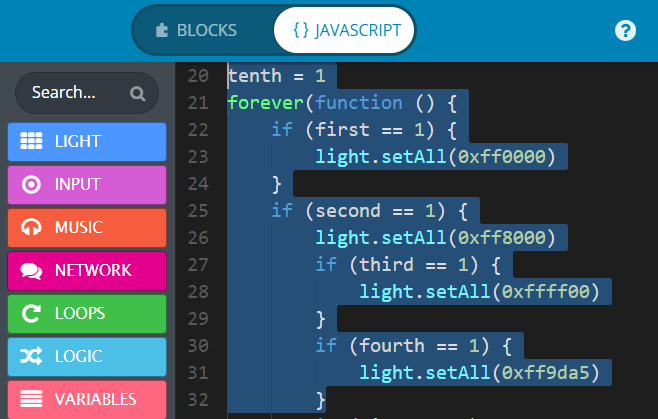 BLOCKS
{} JAVASCRIPT
?
Search...
LIGHT
INPUT
MUSIC
NETWORK
LOOPS
LOGIC
VARIABLES
20 tenth = 1
21 forever(function () {
22     if (first == 1) {
23         light.setAll(0xff0000)
24     }
25     if (second == 1) {
26         light.setAll(0xff8000)
27         if (third == 1) {
28             light.setAll(0xffff00)
29         }
30         if (fourth == 1) {
31             light.setAll(0xff9da5)
32         }